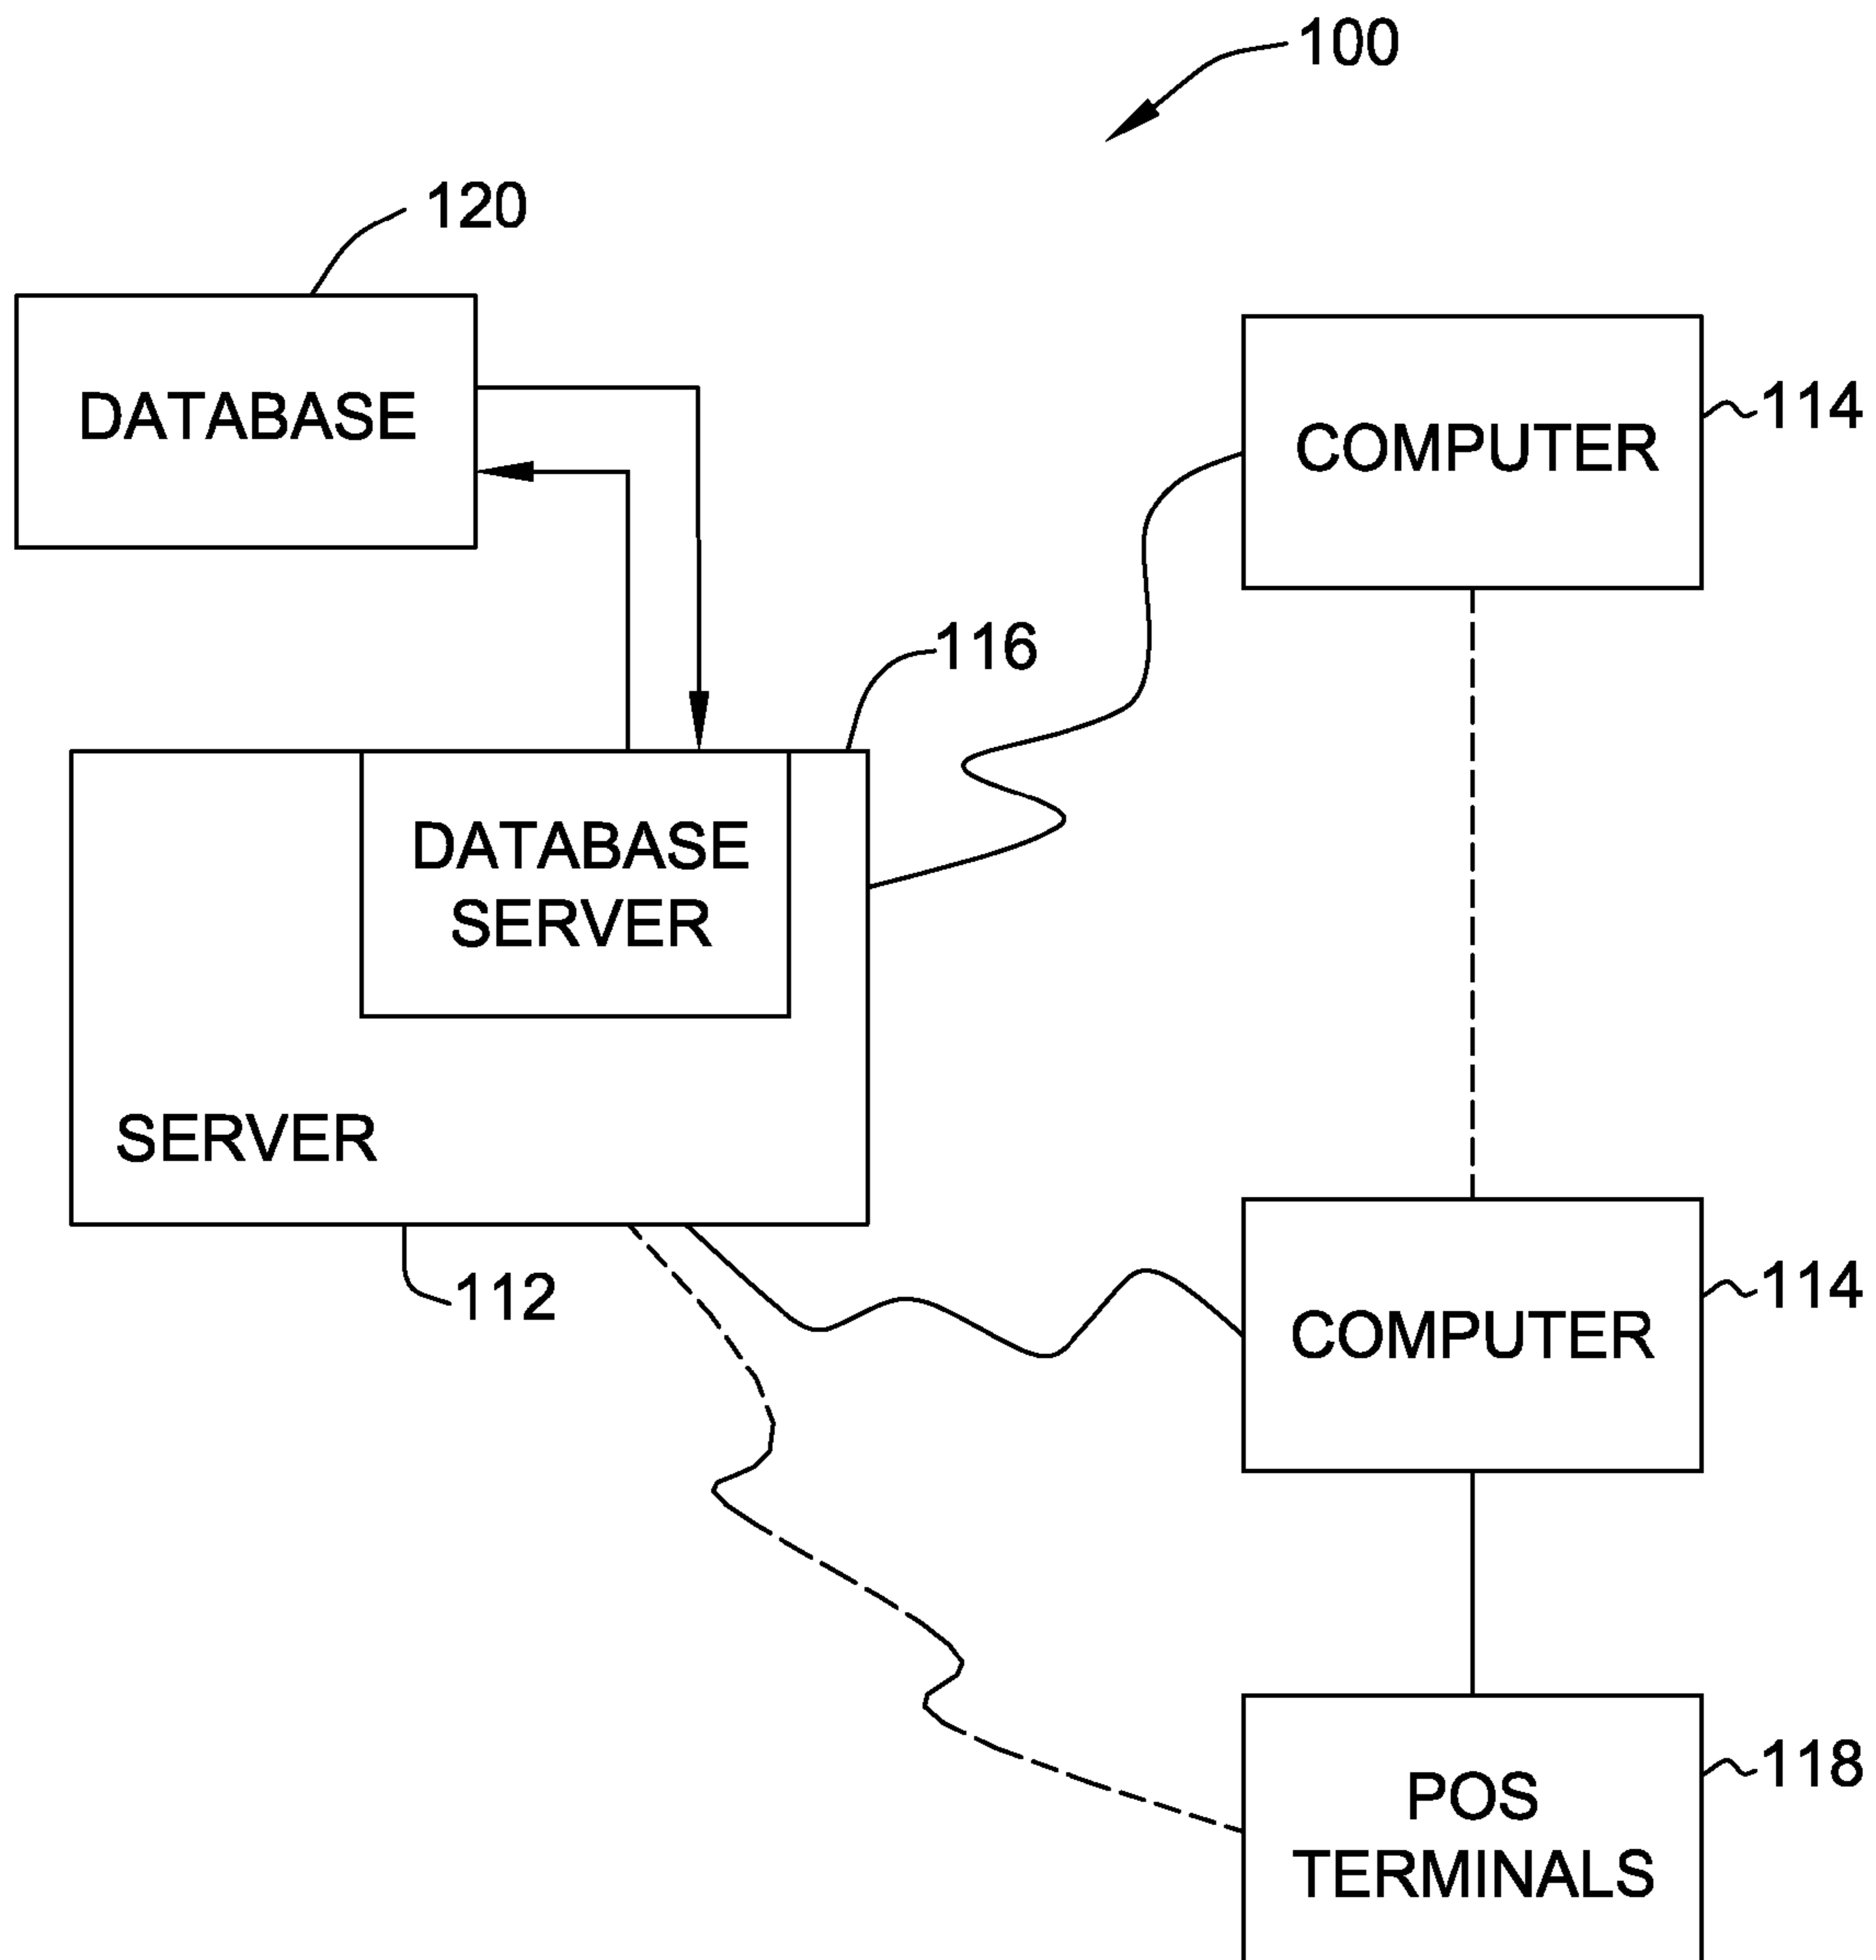 100
120
DATABASE
COMPUTER
114
116
DATABASE
SERVER
SERVER
112
COMPUTER
114
POS
TERMINALS
118